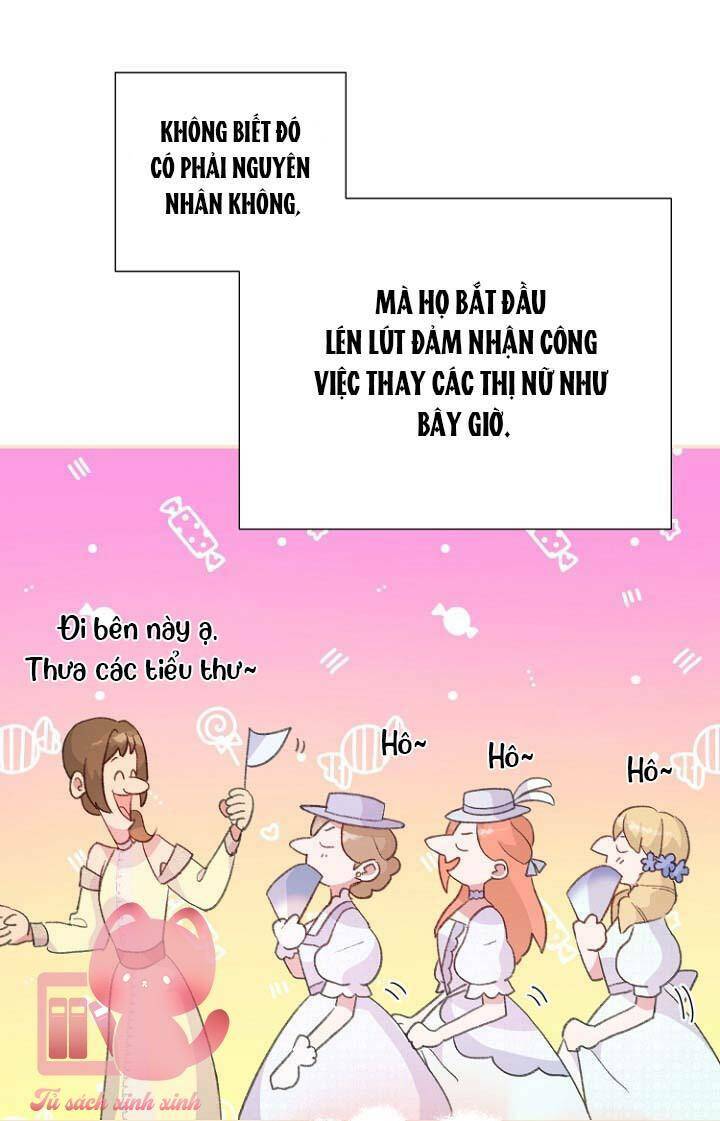 KHÔNG BIẾT ĐÓ
CÓ PHẢI NGUYÊN
NHÂN KHÔNG,
MÀ HỌ BẮT ĐẦU
LÉN LÚT ĐẢM NHẬN CÔNG
VIỆC THAY CÁC THỊ NỮ NHƯ
BÂY GIỜ.
Đi bên này ạ.
Thưa các tiểu thư~
Hô~
Hô~
Hô~
Tủ sách xinh xinh